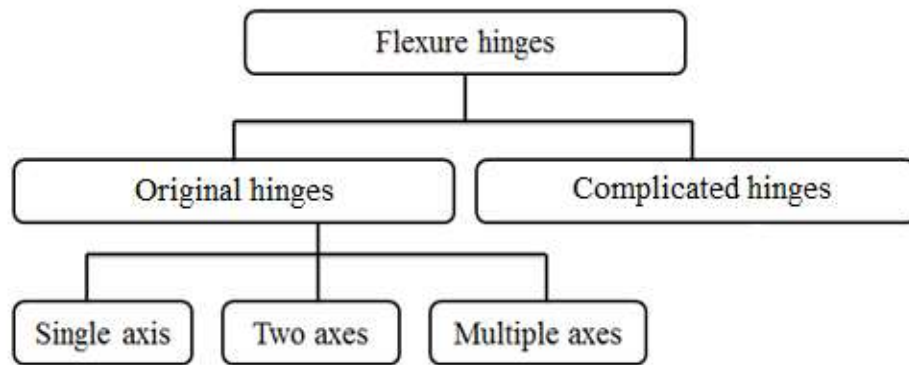 Flexure hinges
Original hinges
Complicated hinges
Single axis
Two axes
Multiple axes